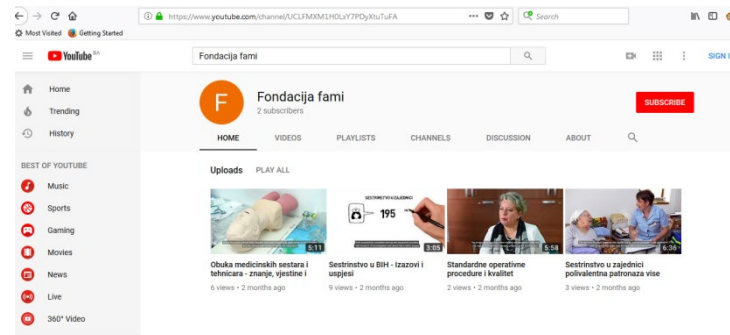 https://www.youtube.com/channel/UCLFMXM1H0LxY7PDyXtuTuFA
Search
Most Visited
Getting Started
YouTube BA
Fondacija fami
SIGN I
Home
Trending
History
BEST OF YOUTUBE
Music
Sports
Gaming
Movies
News
Live
360° Video
F
Fondacija fami
2 subscribers
SUBSCRIBE
HOME
VIDEOS
PLAYLISTS
CHANNELS
DISCUSSION
ABOUT
Uploads
PLAY ALL
5:11
Obuka medicinskih sestara i
tehnicara - znanje, vjestine i
6 views • 2 months ago
SESTRINSTVO U ZAJEDNICI
195
3:05
Sestrinstvo u BIH - Izazovi i
uspjesi
9 views • 2 months ago
5:58
Standardne operativne
procedure i kvalitet
2 views • 2 months ago
6:36
Sestrinstvo u zajednici
polivalentna patronaza vise
3 views • 2 months ago